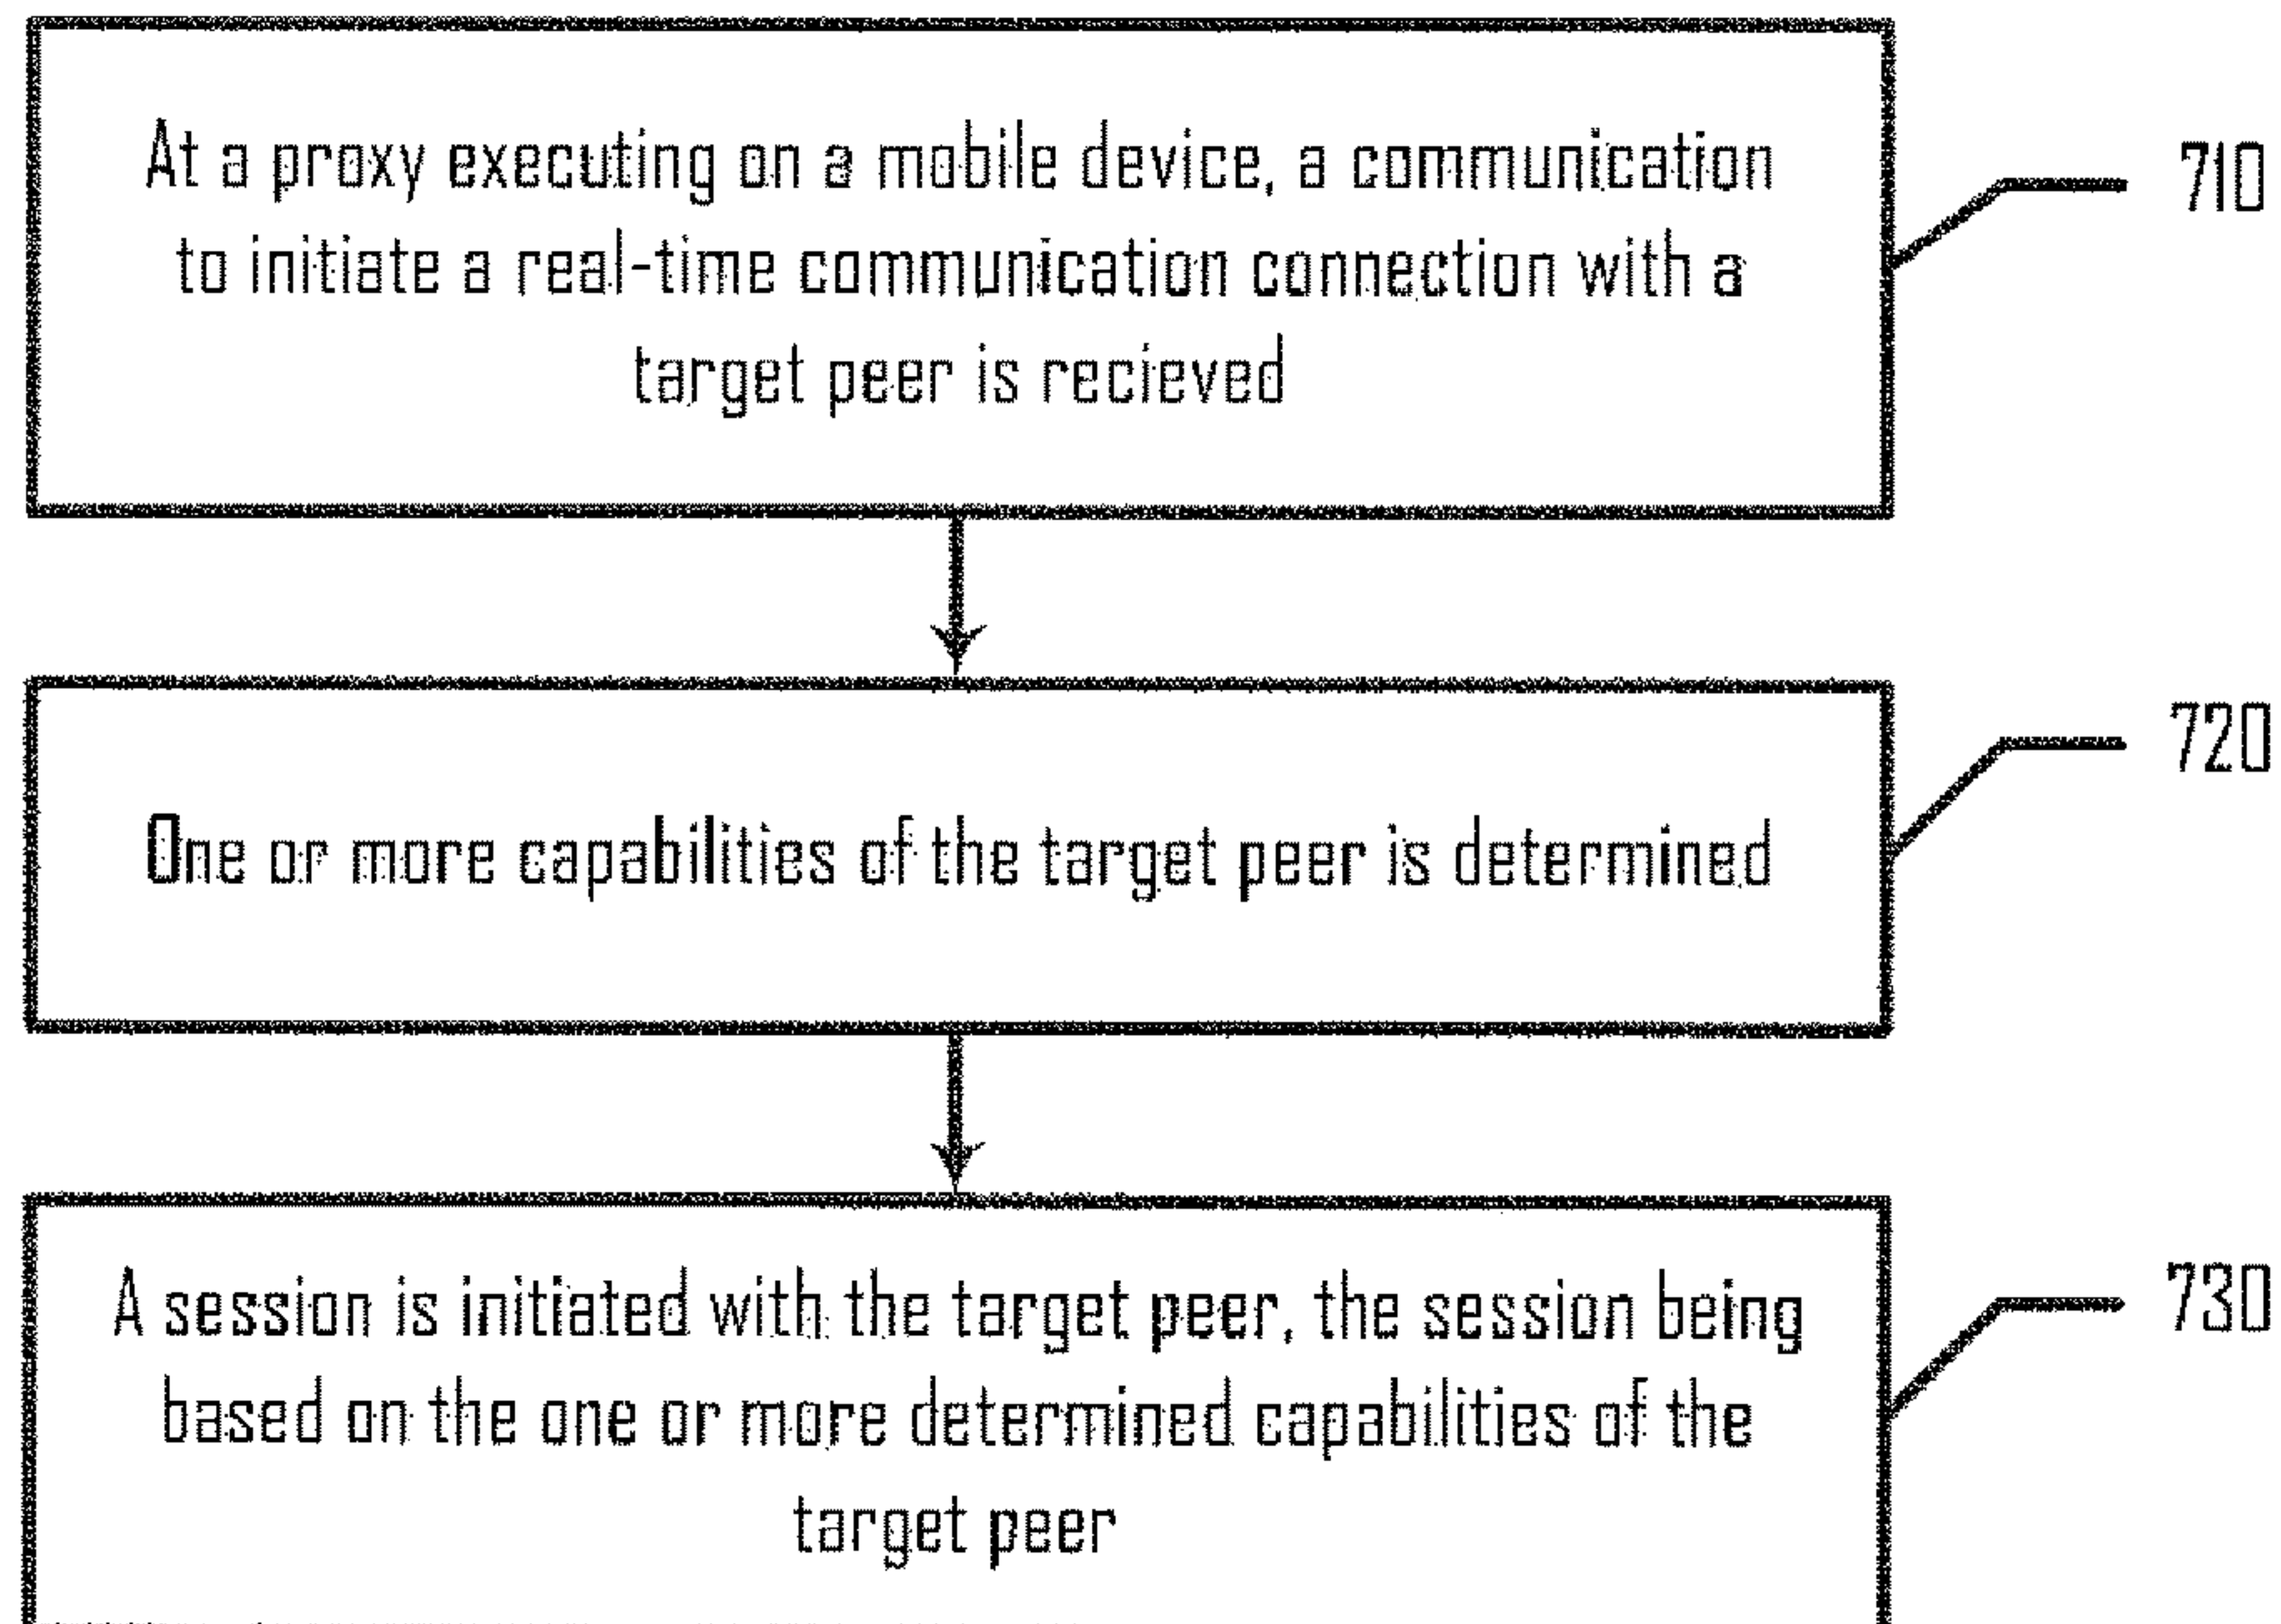 At a proxy executing on a mobile device, a communication
to initiate a real-time communication connection with a
target peer is recieved
710
One or more capabilities of the target peer is determined
720
A session is initiated with the target peer, the session being
based on the one or more determined capabilities of the
target peer
730